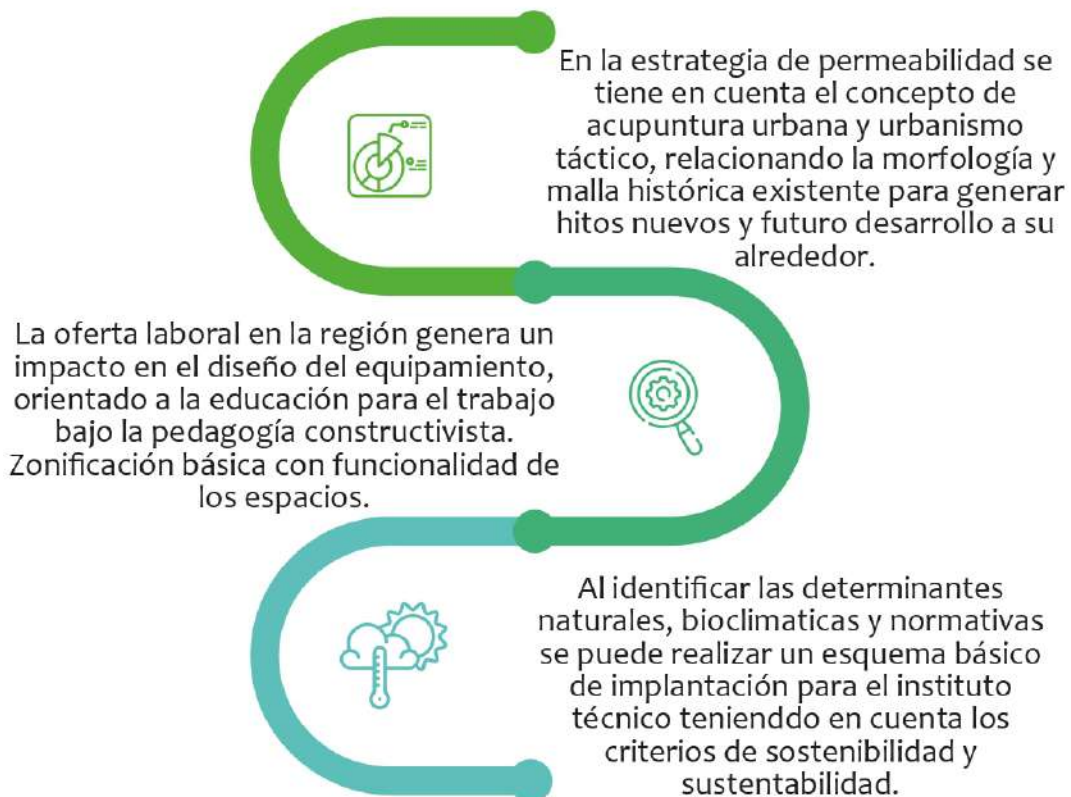 En la estrategia de permeabilidad se
tiene en cuenta el concepto de
acupuntura urbana y urbanismo
táctico, relacionando la morfología y
malla histórica existente para generar
hitos nuevos y futuro desarrollo a su
alrededor.
La oferta laboral en la región genera un
impacto en el diseño del equipamiento,
orientado a la educación para el trabajo
bajo la pedagogía constructivista.
Zonificación básica con funcionalidad de
los espacios.
Al identificar las determinantes
naturales, bioclimaticas y normativas
se puede realizar un esquema básico
de implantación para el instituto
técnico tenienddo en cuenta los
criterios de sostenibilidad y
sustentabilidad.